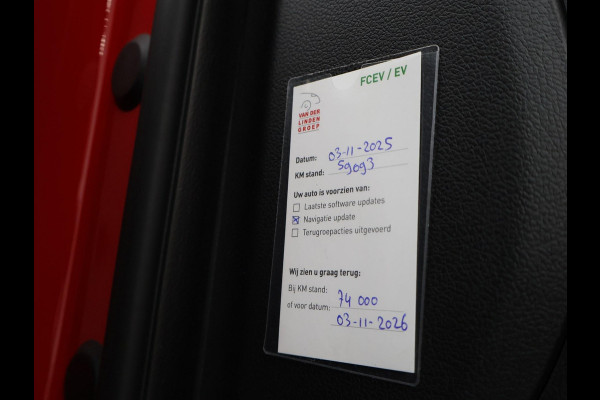 FCEV / EV
VAN DER
LINDEN
GROEP
Datum: 03-11-2025
KM stand: 59093
Uw auto is voorzien van:
Laatste software updates
Navigatie update
Terugroepacties uitgevoerd
Wij zien u graag terug:
Bij KM stand: 74 000
of voor datum: 03-11-2026